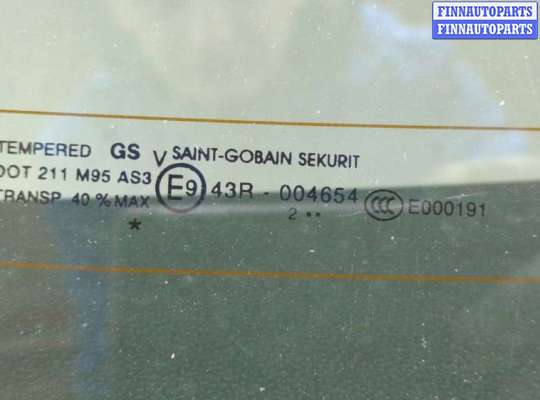 FINNAUTOPARTS
FINNAUTOPARTS
TEMPERED GS V SAINT-GOBAIN SEKURIT
DOT 211 M95 AS3 E9 43R - 004654 CCC E000191
TRANSP 40 % MAX
2 ••
*